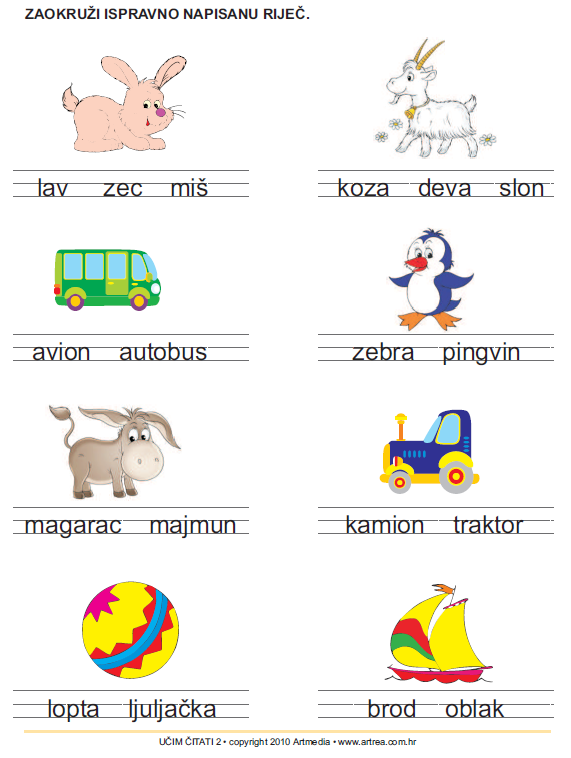 ZAOKRUŽI ISPRAVNO NAPISANU RIJEČ.
lav zec miš
koza deva slon
avion autobus
zebra pingvin
magarac majmun
kamion traktor
lopta ljuljačka
brod oblak
UČIM ČITATI 2 • copyright 2010 Artmedia • www.artrea.com.hr